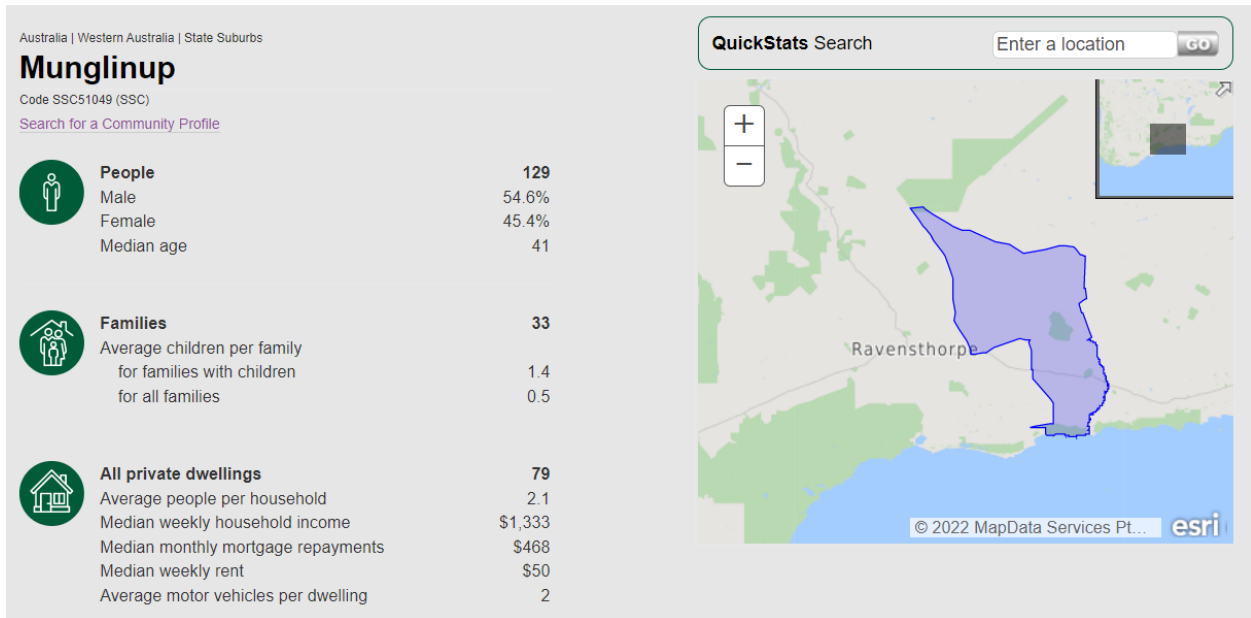 Australia | Western Australia | State Suburbs
Munglinup
Code SSC51049 (SSC)
Search for a Community Profile
People 129
Male 54.6%
Female 45.4%
Median age 41
Families 33
Average children per family
for families with children 1.4
for all families 0.5
All private dwellings 79
Average people per household 2.1
Median weekly household income $1,333
Median monthly mortgage repayments $468
Median weekly rent $50
Average motor vehicles per dwelling 2
QuickStats Search Enter a location GO
+
−
Ravensthorpe
© 2022 MapData Services Pt... esri